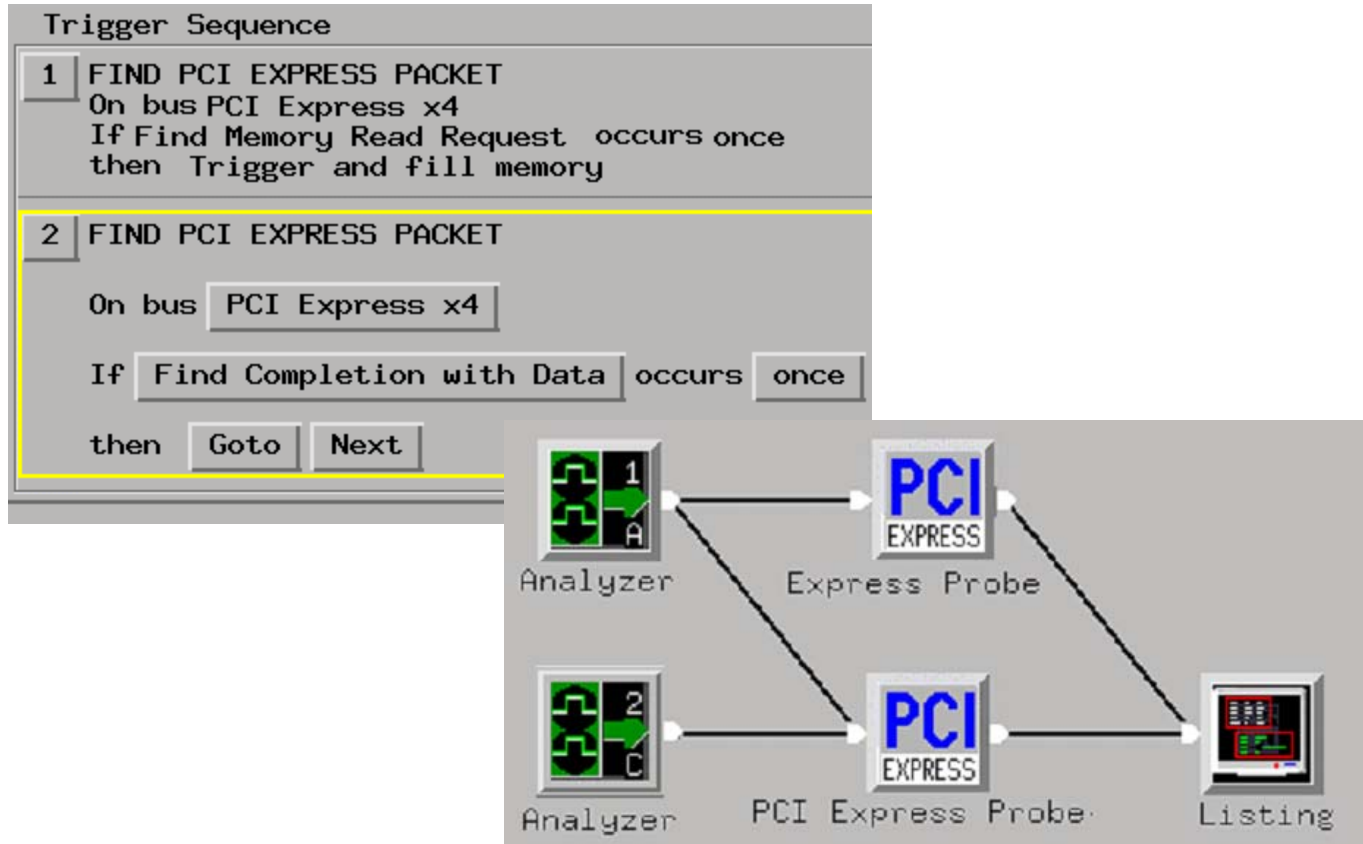 Trigger Sequence
1 FIND PCI EXPRESS PACKET
On bus PCI Express x4
If Find Memory Read Request occurs once
then Trigger and fill memory
2 FIND PCI EXPRESS PACKET
On bus PCI Express x4
If Find Completion with Data occurs once
then Goto Next
1
A
PCI
EXPRESS
Analyzer
Express Probe
2
C
PCI
EXPRESS
Analyzer
PCI Express Probe
Listing